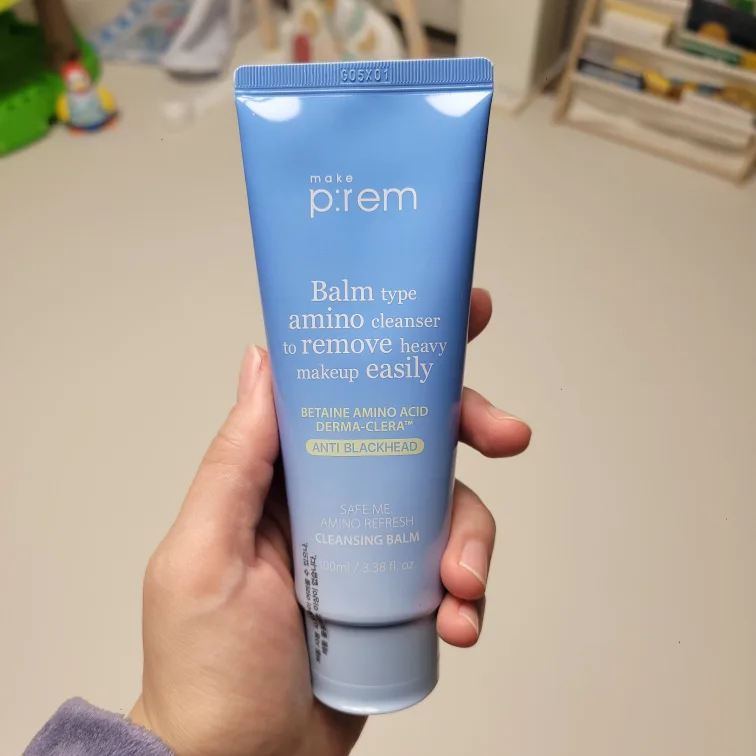 G05X01
make
p:rem
Balm type
amino cleanser
to remove heavy
makeup easily
BETAINE AMINO ACID
DERMA-CLERA™
ANTI BLACKHEAD
SAFE ME.
AMINO REFRESH
CLEANSING BALM
100ml / 3.38 fl. oz